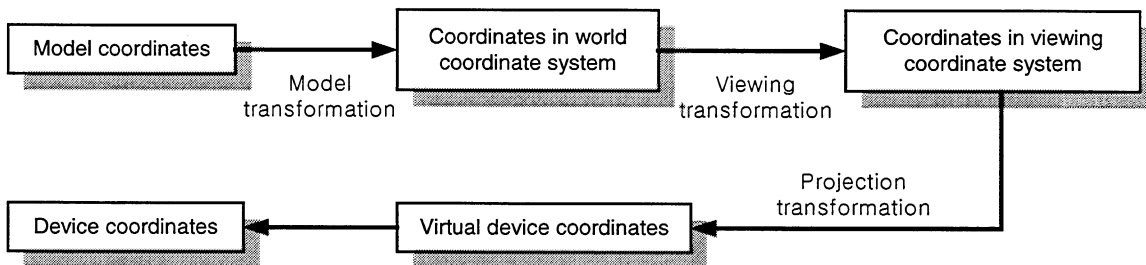 Model coordinates
Model
transformation
Coordinates in world
coordinate system
Viewing
transformation
Coordinates in viewing
coordinate system
Projection
transformation
Virtual device coordinates
Device coordinates